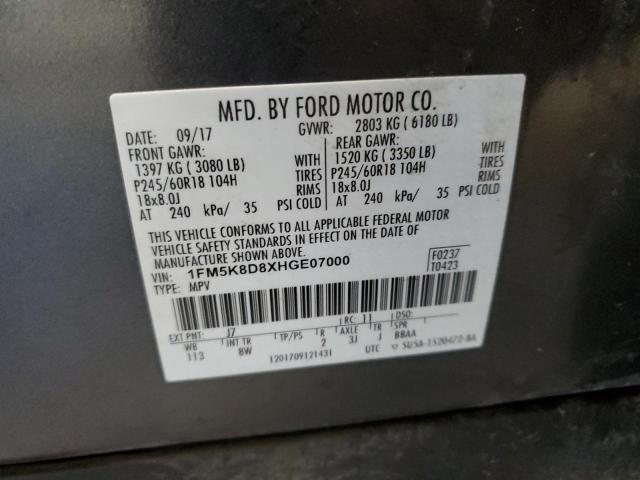 MFD. BY FORD MOTOR CO.
DATE: 09/17 GVWR: 2803 KG ( 6180 LB)
FRONT GAWR: REAR GAWR:
1397 KG ( 3080 LB) WITH 1520 KG ( 3350 LB) WITH
P245/60R18 104H TIRES P245/60R18 104H TIRES
18x8.0J RIMS 18x8.0J RIMS
AT 240 kPa/ 35 PSI COLD AT 240 kPa/ 35 PSI COLD
THIS VEHICLE CONFORMS TO ALL APPLICABLE FEDERAL MOTOR
VEHICLE SAFETY STANDARDS IN EFFECT ON THE DATE OF
MANUFACTURE SHOWN ABOVE.
VIN: 1FM5K8D8XHGE07000 F0237
TYPE: MPV T0423
EXT PNT: J7 RC: 11 DSO:
WB INT TR TP/PS R AXLE TR SPR
113 8W 2 3J J BBAA
1201709121431 UTC 5U5A-1520472-BA